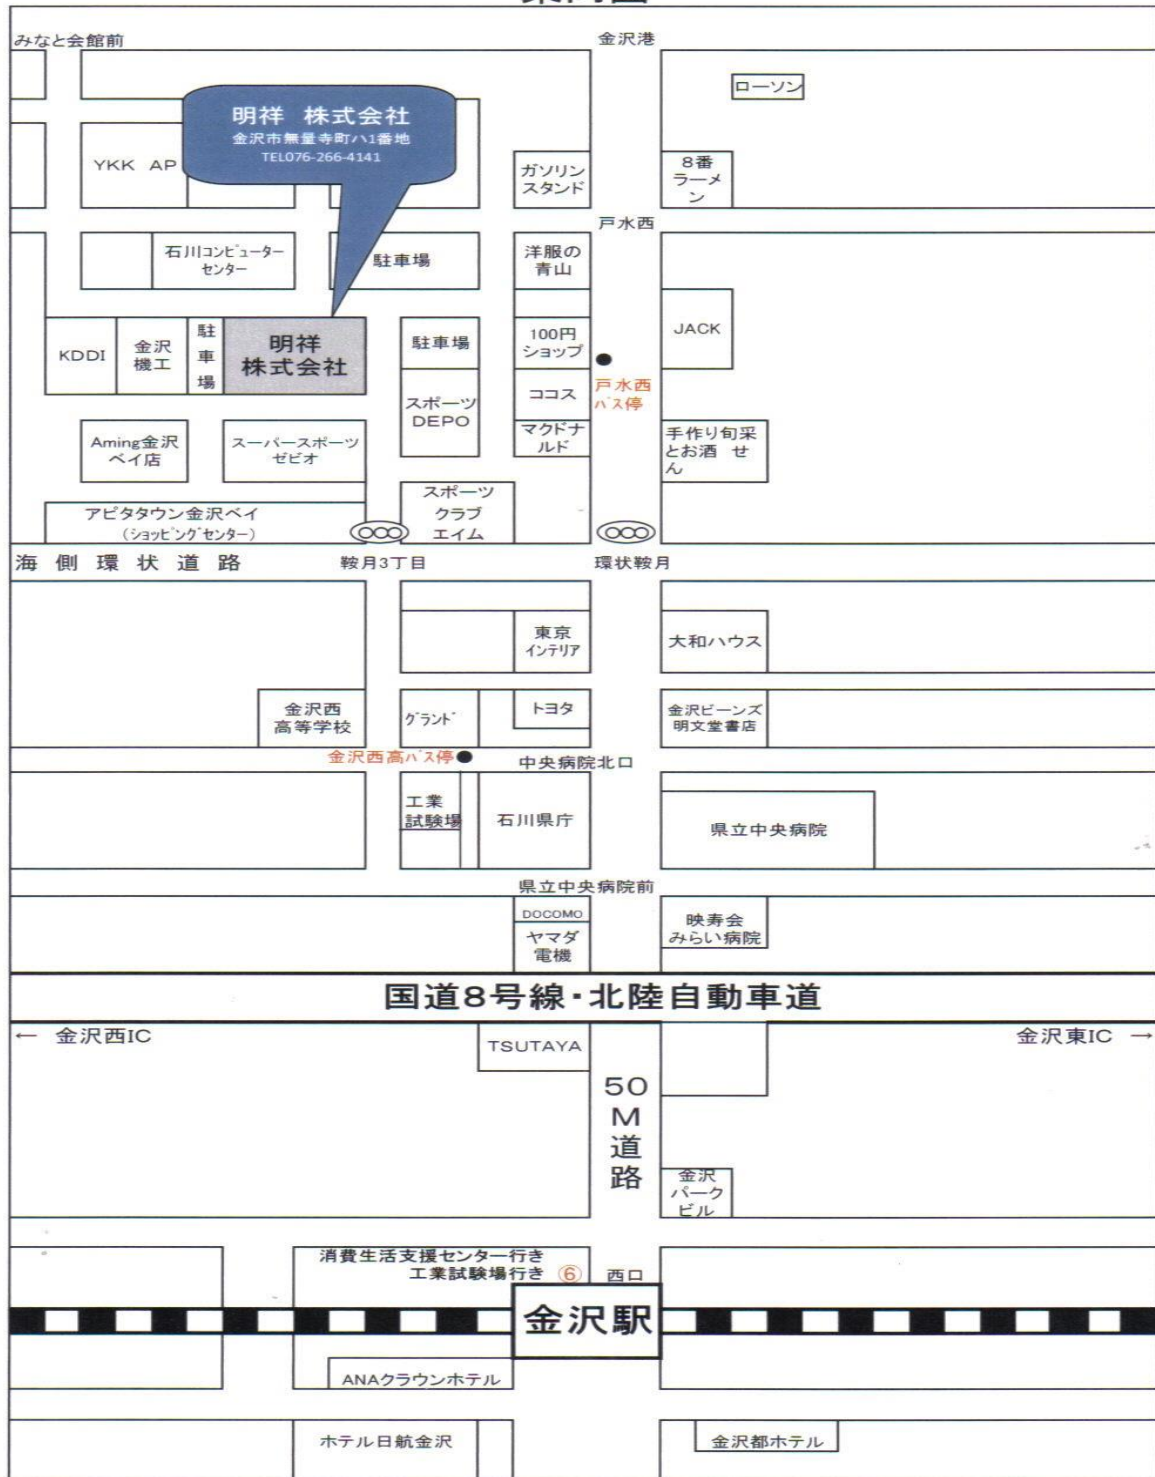 みなと会館前
金沢港
ローソン
明祥 株式会社
金沢市無量寺町ハ1番地
TEL076-266-4141
YKK AP
ガソリン
スタンド
8番
ラーメ
ン
戸水西
石川コンピューター
センター
駐車場
洋服の
青山
KDDI
金沢
機工
駐
車
場
明祥
株式会社
駐車場
100円
ショップ
JACK
戸水西
バス停
スポーツ
DEPO
ココス
マクドナ
ルド
手作り旬采
とお酒 せ
ん
Aming金沢
ベイ店
スーパースポーツ
ゼビオ
アピタタウン金沢ベイ
(ショッピングセンター)
スポーツ
クラブ
エイム
海側環状道路
鞍月3丁目
環状鞍月
東京
インテリア
大和ハウス
金沢西
高等学校
グランド
トヨタ
金沢ビーンズ
明文堂書店
金沢西高バス停
中央病院北口
工業
試験場
石川県庁
県立中央病院
県立中央病院前
DOCOMO
ヤマダ
電機
映寿会
みらい病院
国道8号線・北陸自動車道
← 金沢西IC
金沢東IC →
TSUTAYA
50
M
道
路
金沢
パーク
ビル
消費生活支援センター行き
工業試験場行き ⑥
西口
金沢駅
ANAクラウンホテル
ホテル日航金沢
金沢都ホテル